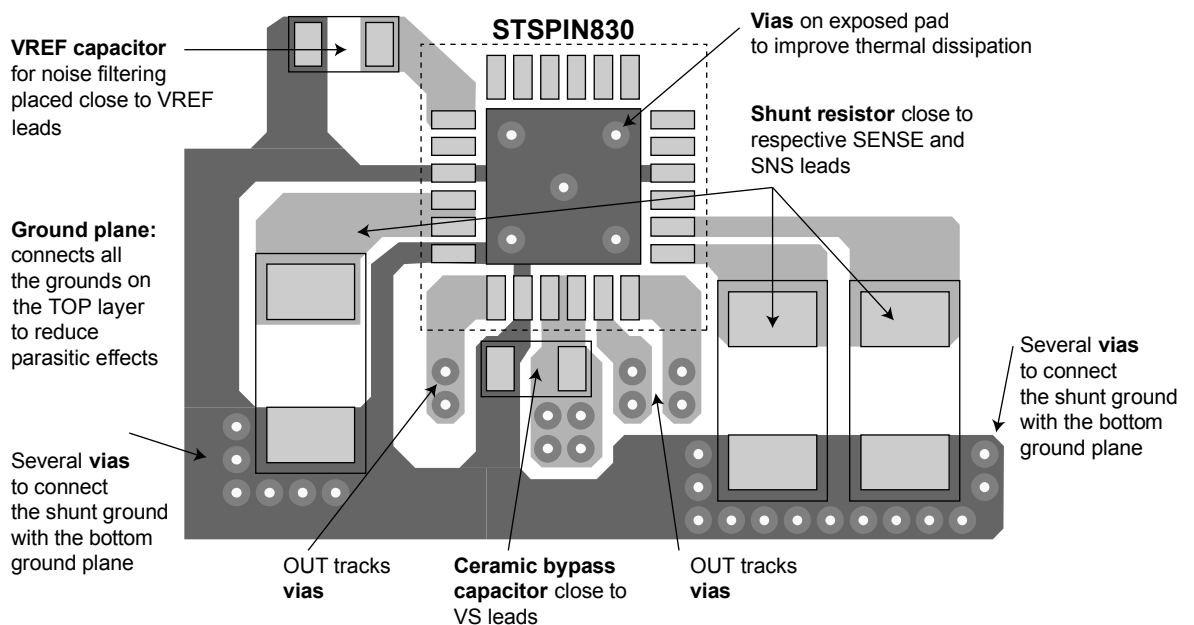 STSPIN830
VREF capacitor
for noise filtering
placed close to VREF
leads
Vias on exposed pad
to improve thermal dissipation
Shunt resistor close to
respective SENSE and
SNS leads
Ground plane:
connects all
the grounds on
the TOP layer
to reduce
parasitic effects
Several vias
to connect
the shunt ground
with the bottom
ground plane
Several vias
to connect
the shunt ground
with the bottom
ground plane
OUT tracks
vias
Ceramic bypass
capacitor close to
VS leads
OUT tracks
vias